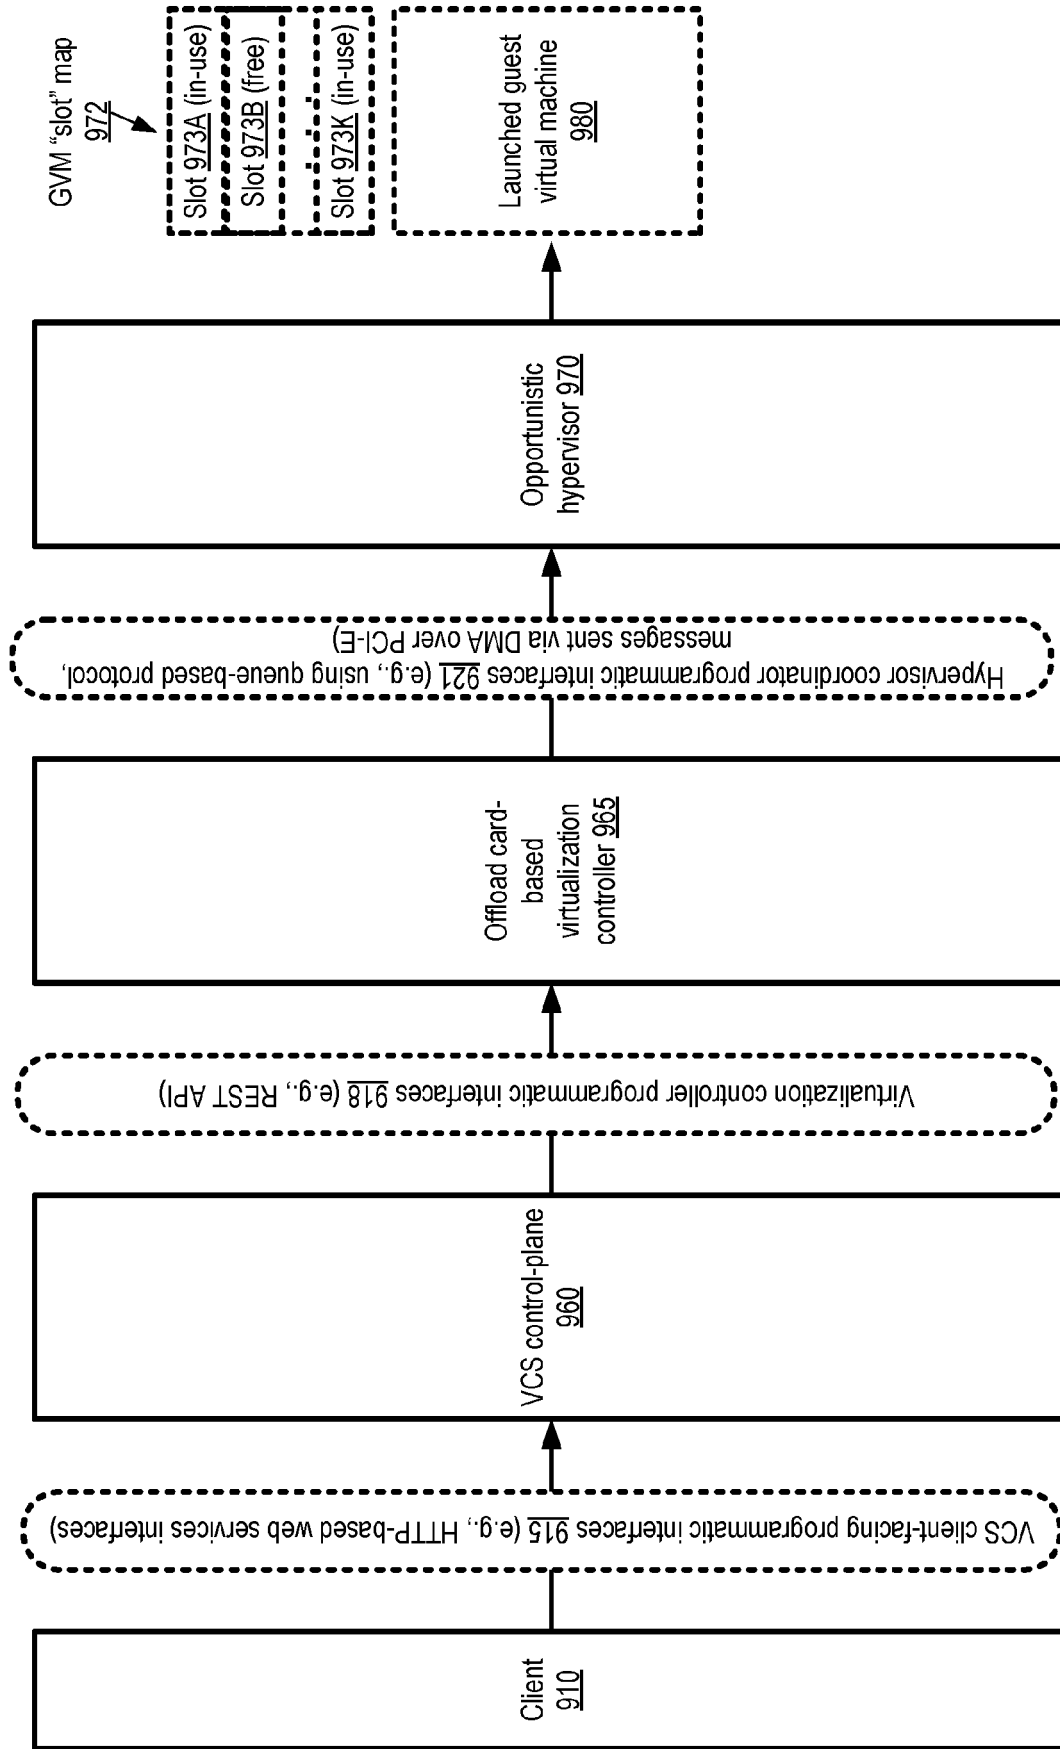 Client
910
VCS client-facing programmatic interfaces 915 (e.g., HTTP-based web services interfaces)
VCS control-plane
960
Virtualization controller programmatic interfaces 918 (e.g., REST API)
Offload card-
based
virtualization
controller 965
Hypervisor coordinator programmatic interfaces 921 (e.g., using queue-based protocol,
messages sent via DMA over PCI-E)
Opportunistic
hypervisor 970
GVM “slot” map
972
Slot 973A (in-use)
Slot 973B (free)
. . .
Slot 973K (in-use)
Launched guest
virtual machine
980